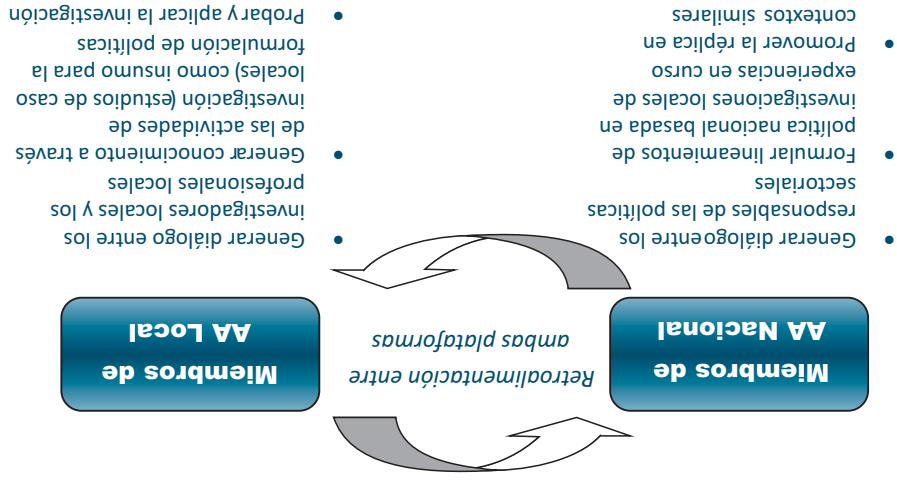 Miembros de
AA Nacional
Retroalimentación entre
ambas plataformas
Miembros de
AA Local
• Generar diálogoentre los
responsables de las políticas
sectoriales
• Formular lineamientos de
política nacional basada en
investigaciones locales de
experiencias en curso
• Promover la réplica en
contextos similares
• Generar diálogo entre los
investigadores locales y los
profesionales locales
• Generar conocimiento a través
de las actividades de
investigación (estudios de caso
locales) como insumo para la
formulación de políticas
• Probar y aplicar la investigación